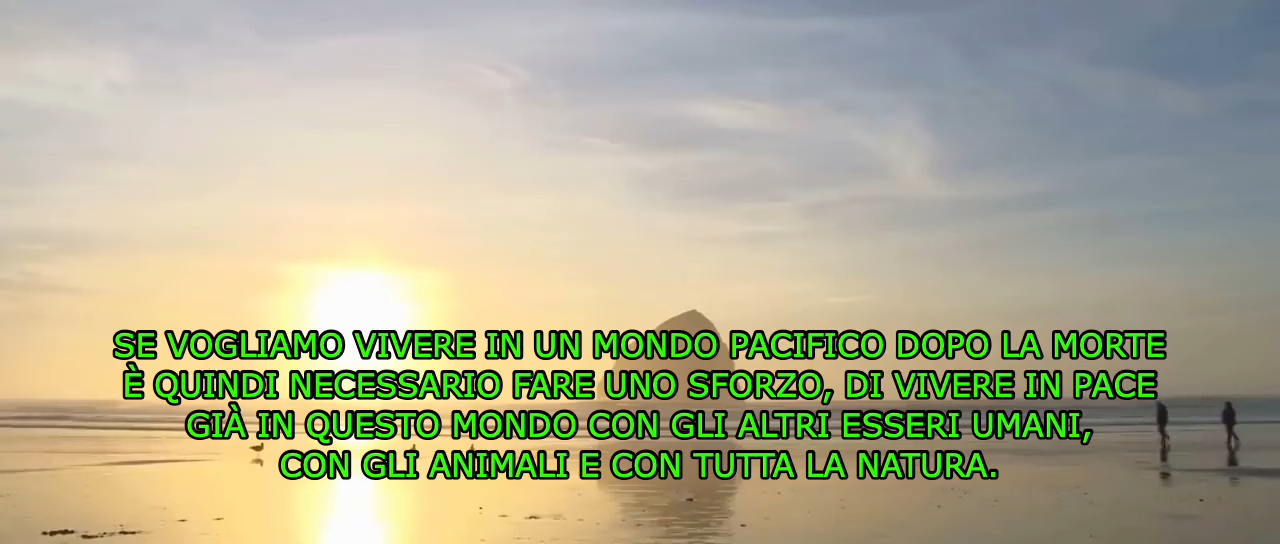 SE VOGLIAMO VIVERE IN UN MONDO PACIFICO DOPO LA MORTE
È QUINDI NECESSARIO FARE UNO SFORZO, DI VIVERE IN PACE
GIÀ IN QUESTO MONDO CON GLI ALTRI ESSERI UMANI,
CON GLI ANIMALI E CON TUTTA LA NATURA.